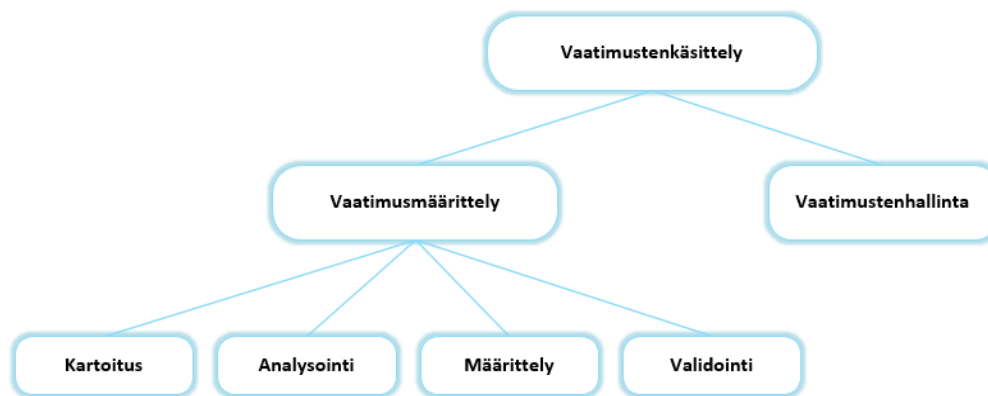 Vaatimustenkäsittely
Vaatimusmäärittely
Vaatimustenhallinta
Kartoitus
Analysointi
Määrittely
Validointi